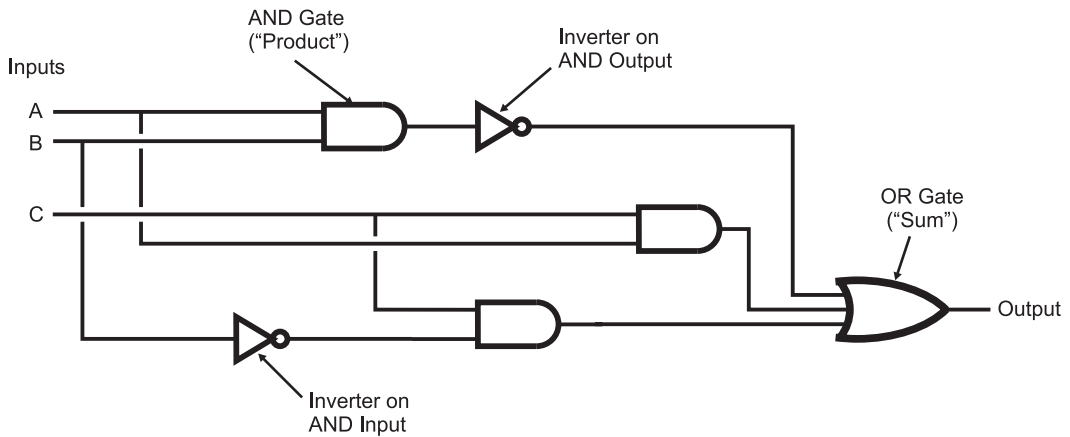 AND Gate
(“Product”)
Inverter on
AND Output
Inputs
A
B
C
OR Gate
(“Sum”)
Output
Inverter on
AND Input